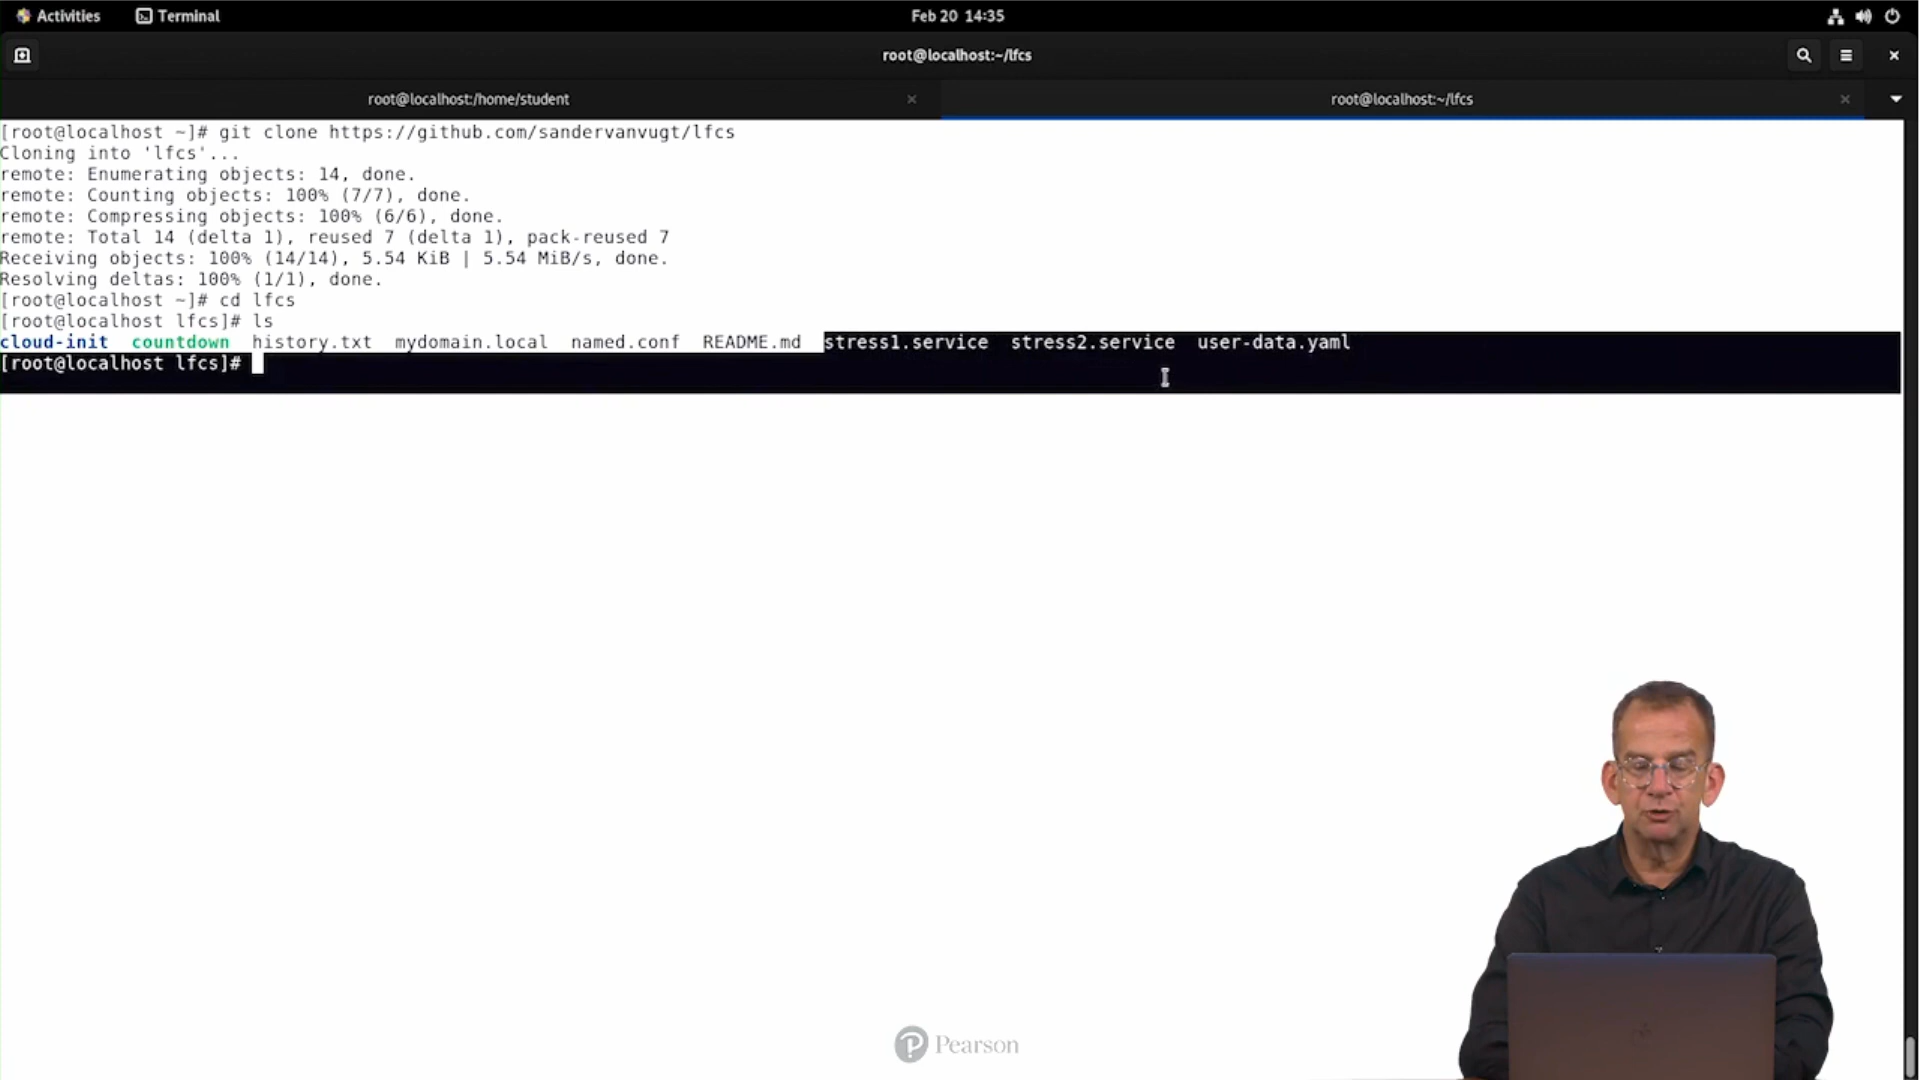 Activities Terminal Feb 20 14:35
root@localhost:~/lfcs
root@localhost:/home/student root@localhost:~/lfcs
[root@localhost ~]# git clone https://github.com/sandervanvugt/lfcs
Cloning into 'lfcs'...
remote: Enumerating objects: 14, done.
remote: Counting objects: 100% (7/7), done.
remote: Compressing objects: 100% (6/6), done.
remote: Total 14 (delta 1), reused 7 (delta 1), pack-reused 7
Receiving objects: 100% (14/14), 5.54 KiB | 5.54 MiB/s, done.
Resolving deltas: 100% (1/1), done.
[root@localhost ~]# cd lfcs
[root@localhost lfcs]# ls
cloud-init countdown history.txt mydomain.local named.conf README.md stress1.service stress2.service user-data.yaml
[root@localhost lfcs]#
Pearson